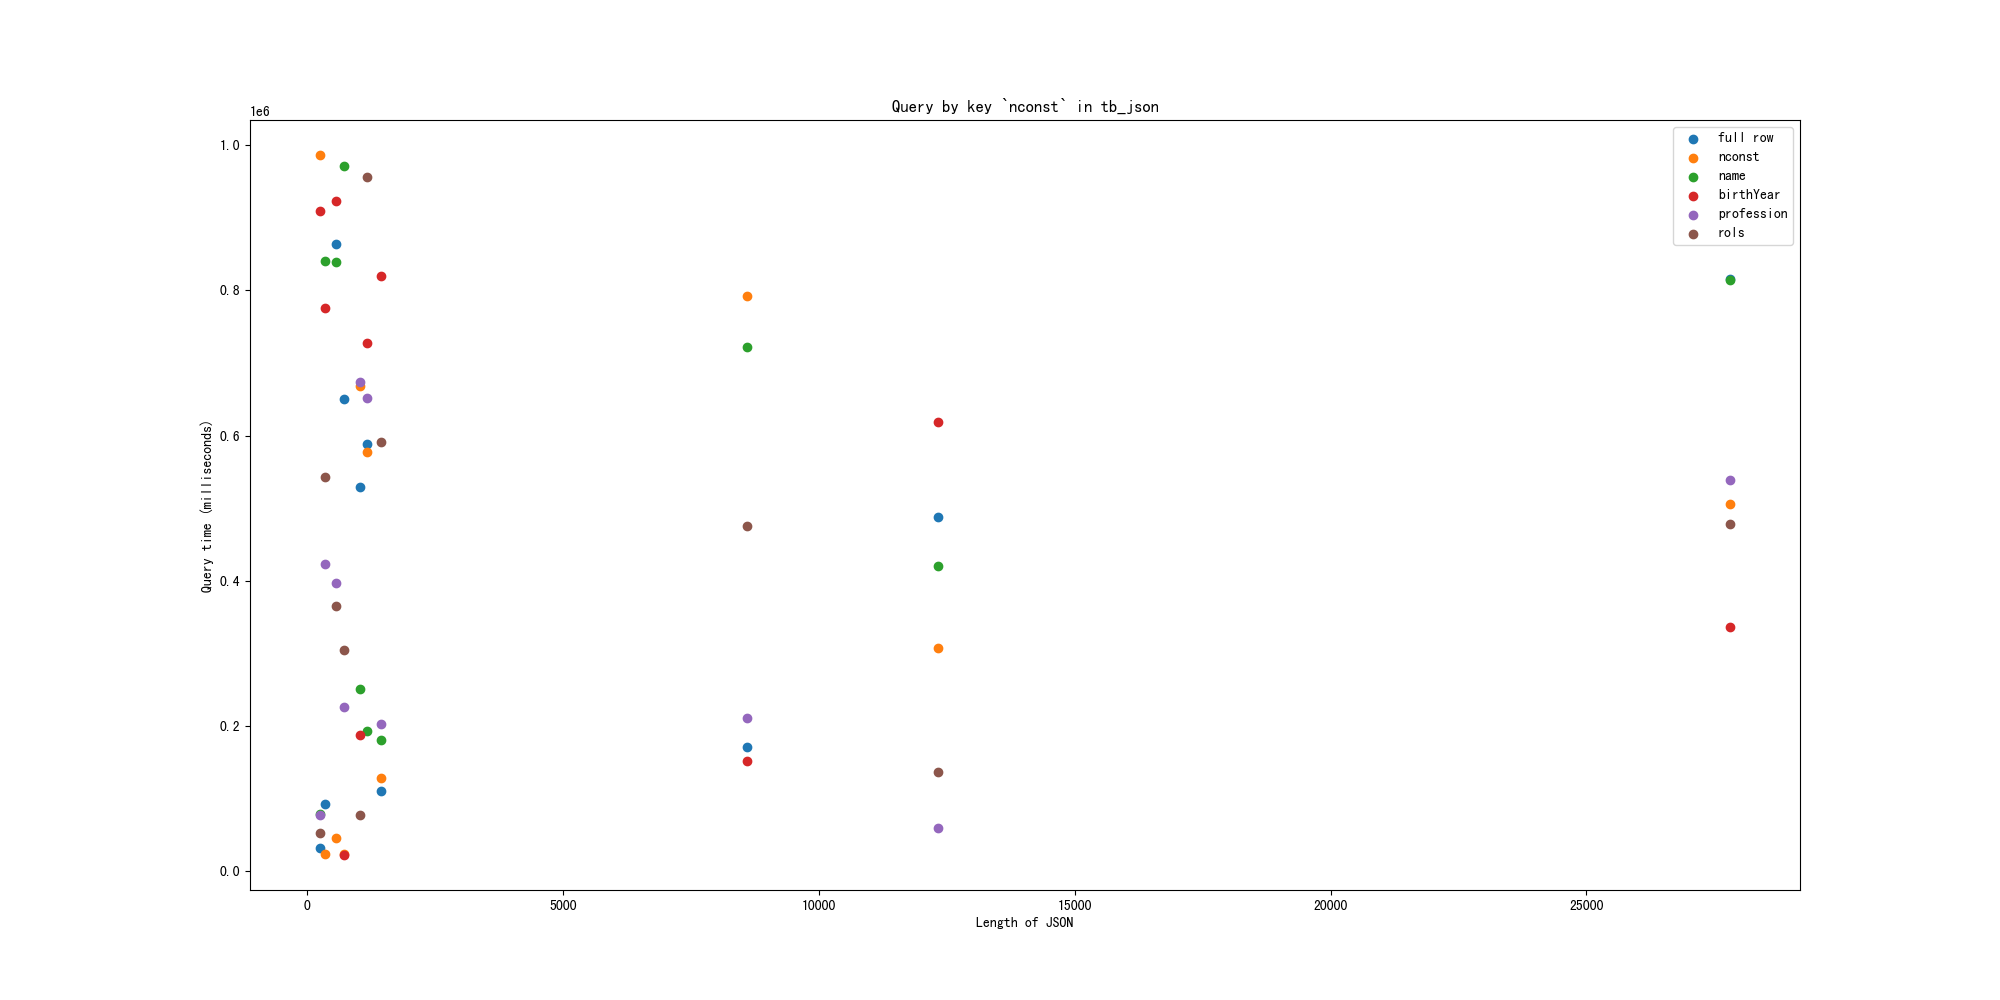 Query by key `nconst` in tb_json
1e6
1.0
0.8
0.6
0.4
0.2
0.0
Query time (milliseconds)
full row
nconst
name
birthYear
profession
rols
0 5000 10000 15000 20000 25000
Length of JSON